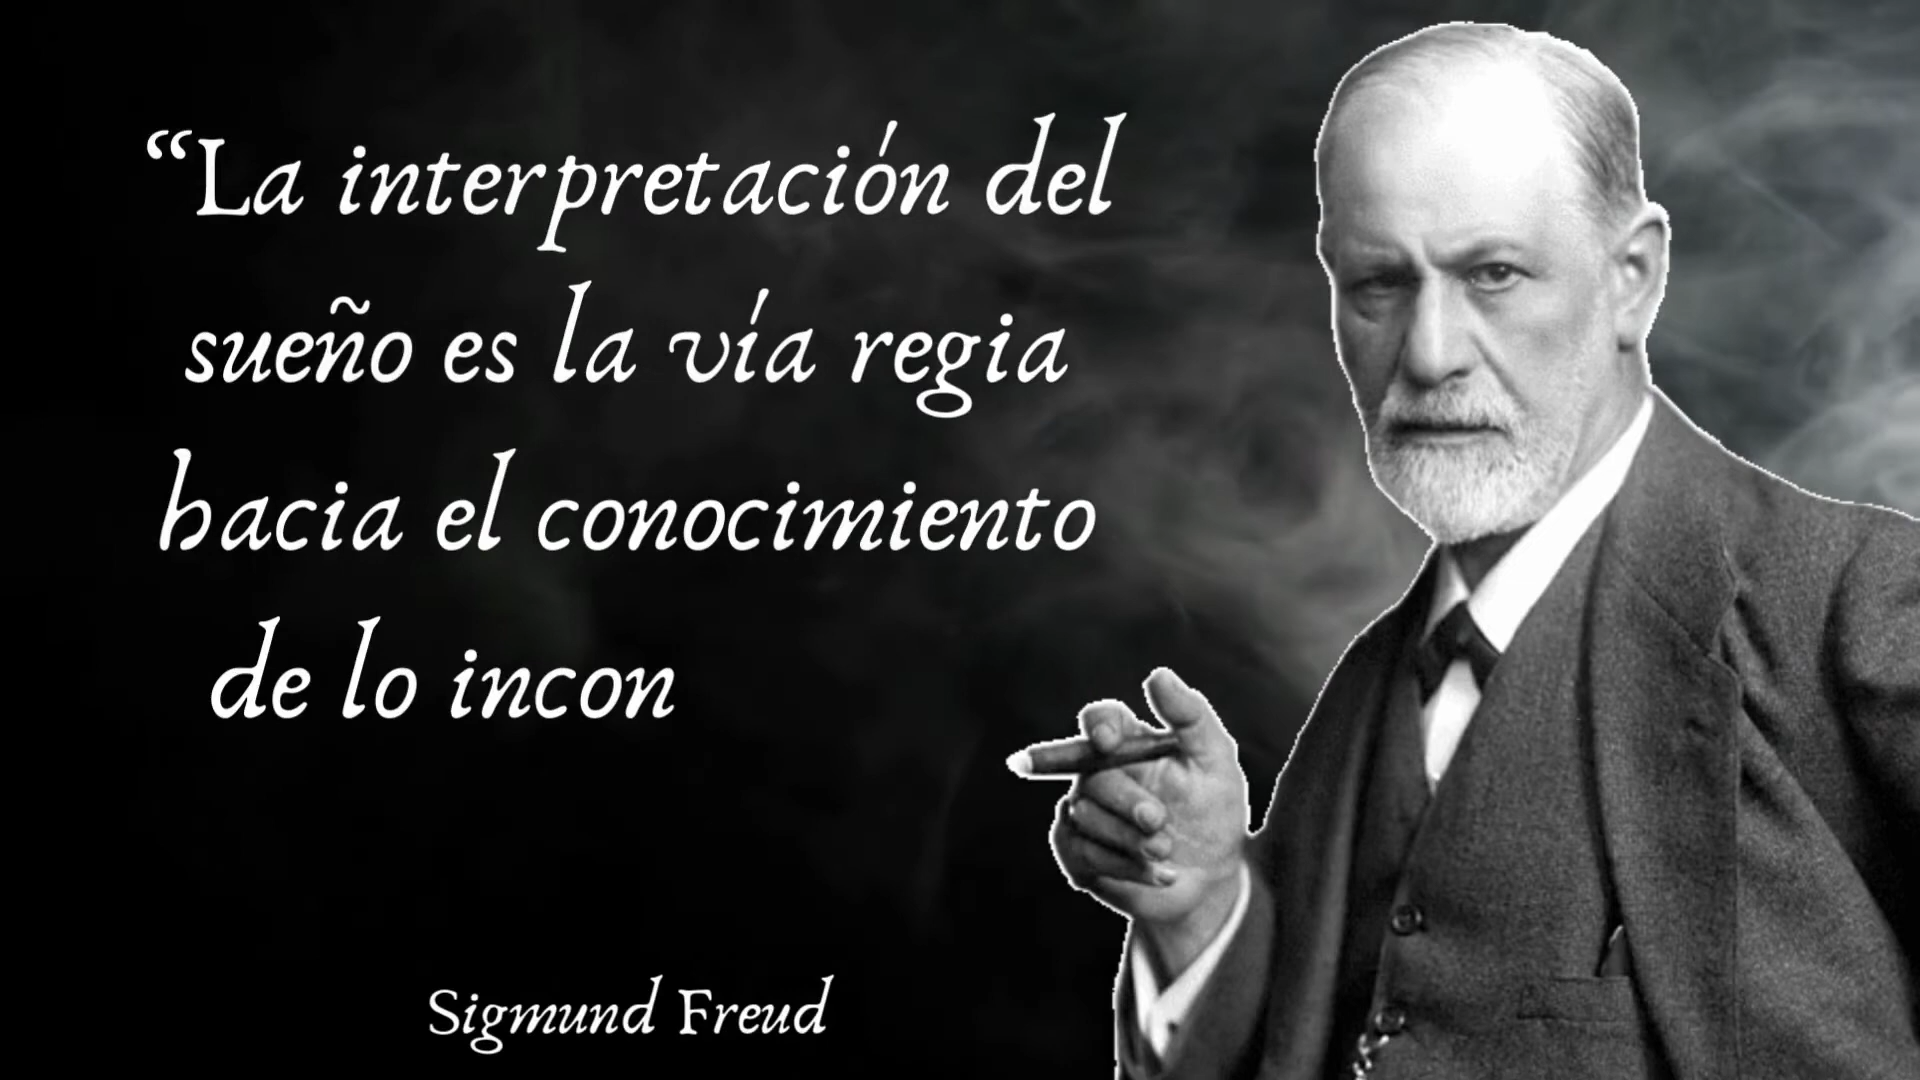 “La interpretación del
sueño es la vía regia
hacia el conocimiento
de lo incon
Sigmund Freud